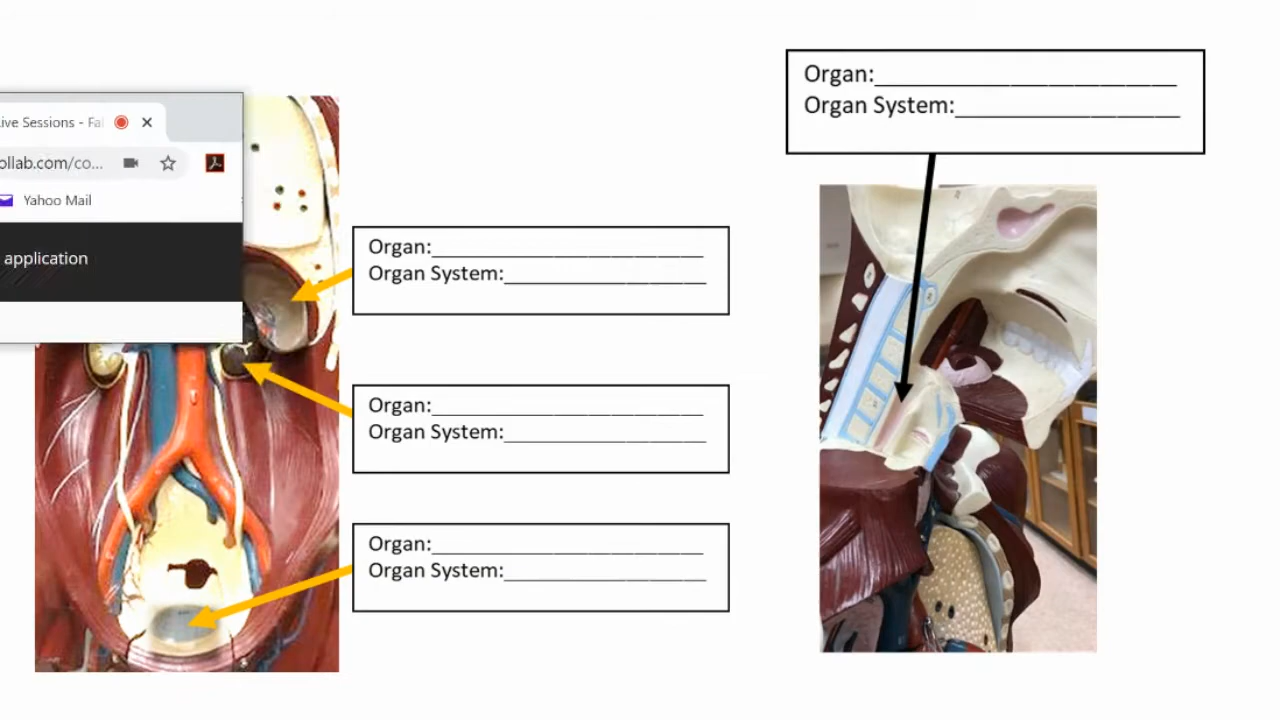 ive Sessions - Fal
ollab.com/co...
Yahoo Mail
application
Organ:
Organ System:
Organ:
Organ System:
Organ:
Organ System:
Organ:
Organ System: